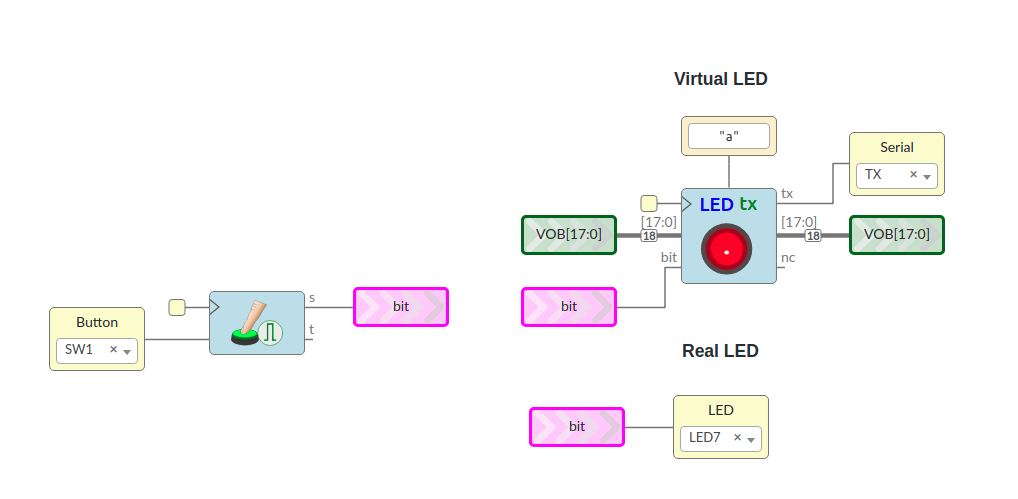 Virtual LED
"a"
Serial
TX × 
LED tx
tx
[17:0]
[17:0]
VOB[17:0]
18
18
VOB[17:0]
bit
nc
s
bit
bit
Button
SW1 ×
t
Real LED
LED
bit
LED7 ×